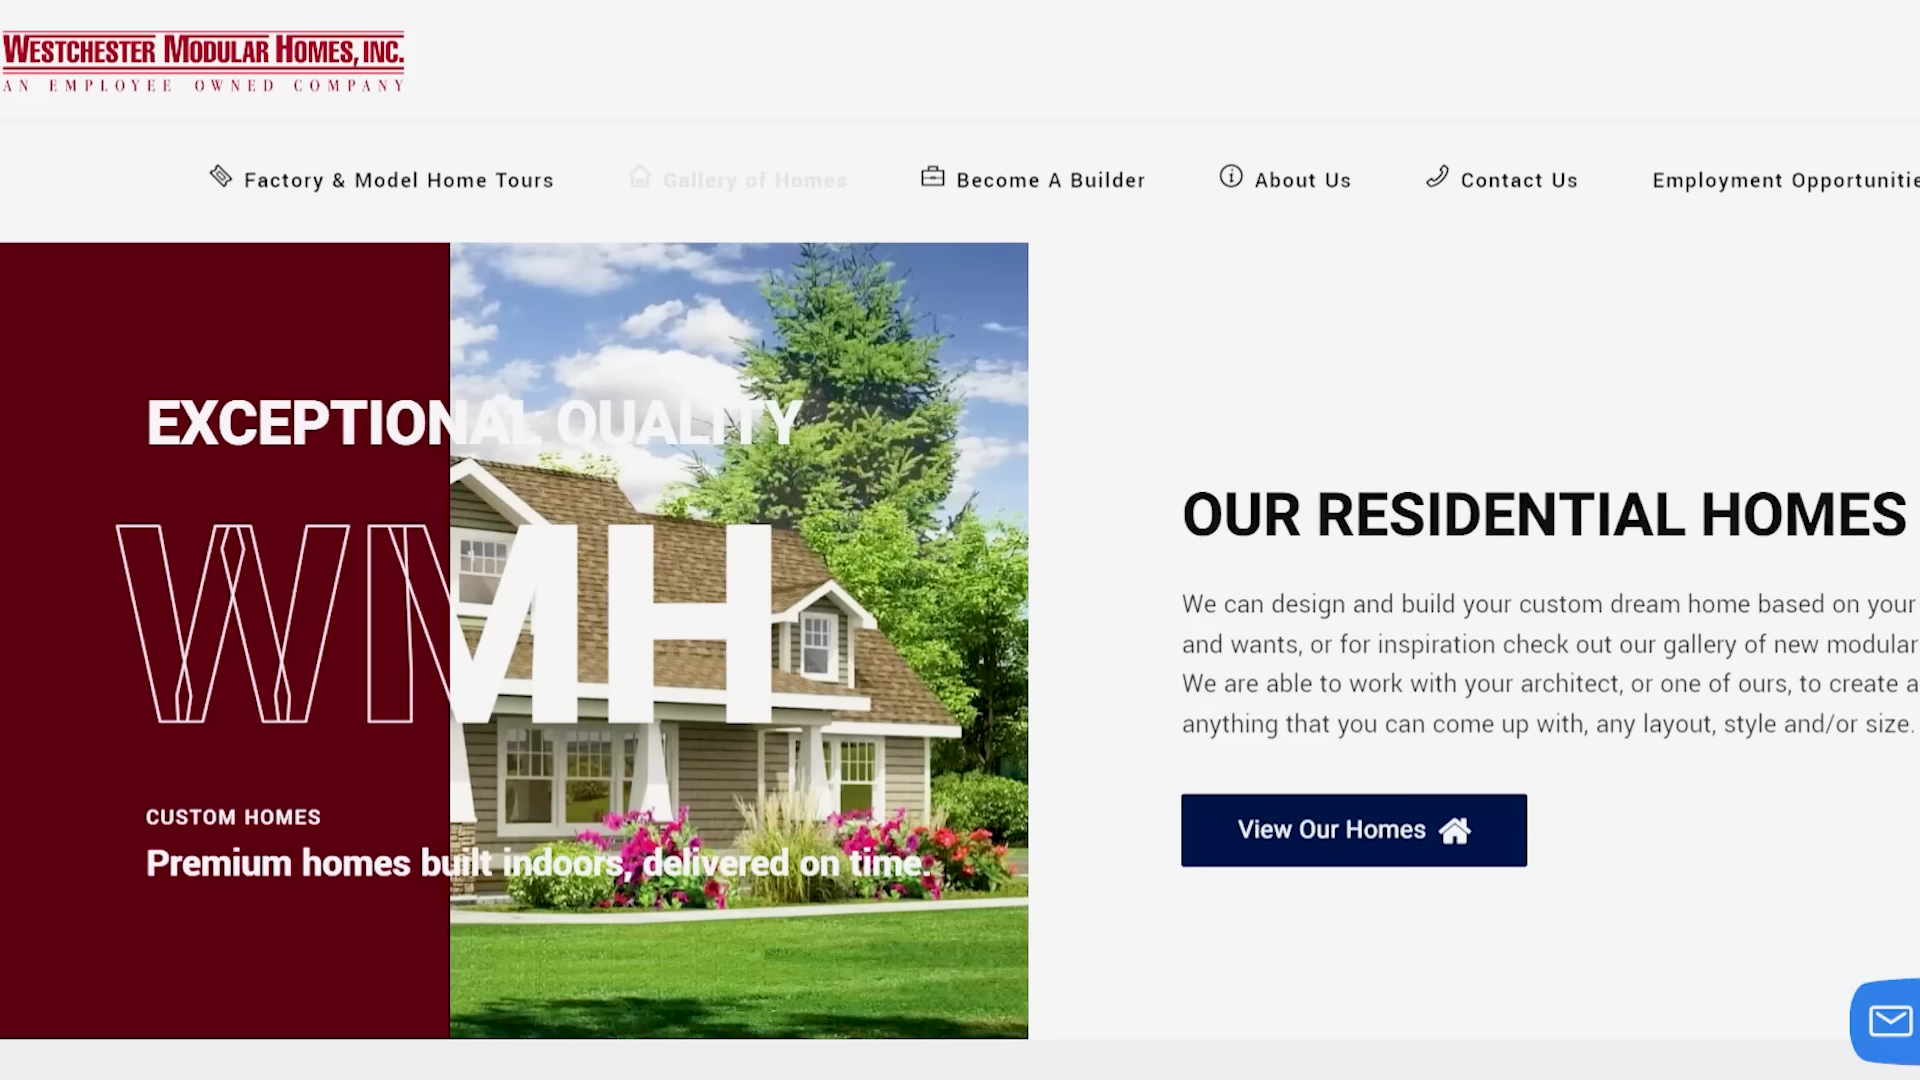 WESTCHESTER MODULAR HOMES, INC.
AN EMPLOYEE OWNED COMPANY
Factory & Model Home Tours
Gallery of Homes
Become A Builder
About Us
Contact Us
Employment Opportunitie
EXCEPTIONAL QUALITY
WMH
CUSTOM HOMES
Premium homes built indoors, delivered on time.
OUR RESIDENTIAL HOMES
We can design and build your custom dream home based on your
and wants, or for inspiration check out our gallery of new modular
We are able to work with your architect, or one of ours, to create a
anything that you can come up with, any layout, style and/or size.
View Our Homes